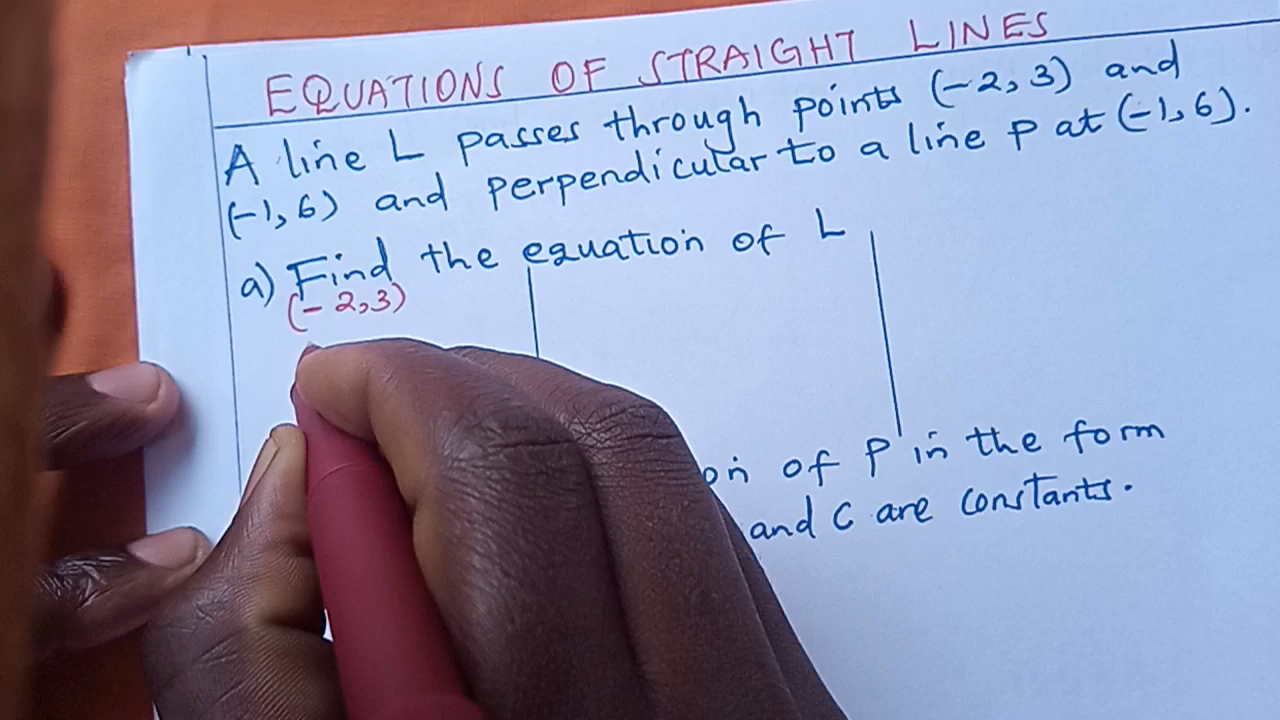 EQUATIONS OF STRAIGHT LINES
A line L passes through points (-2, 3) and
(-1, 6) and perpendicular to a line P at (-1, 6).
a) Find the equation of L
(-2, 3)
of P in the form
and C are constants.